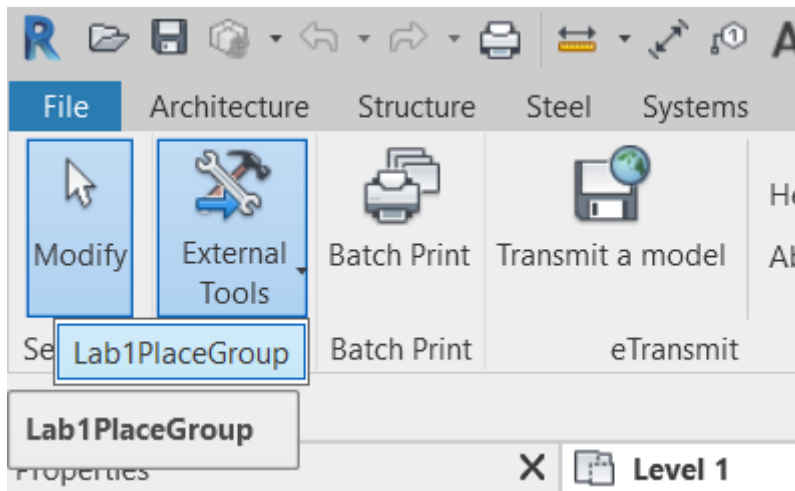 File Architecture Structure Steel Systems
Modify
External Tools
Batch Print
Transmit a model
Lab1PlaceGroup
Batch Print
eTransmit
Lab1PlaceGroup
Properties
Level 1